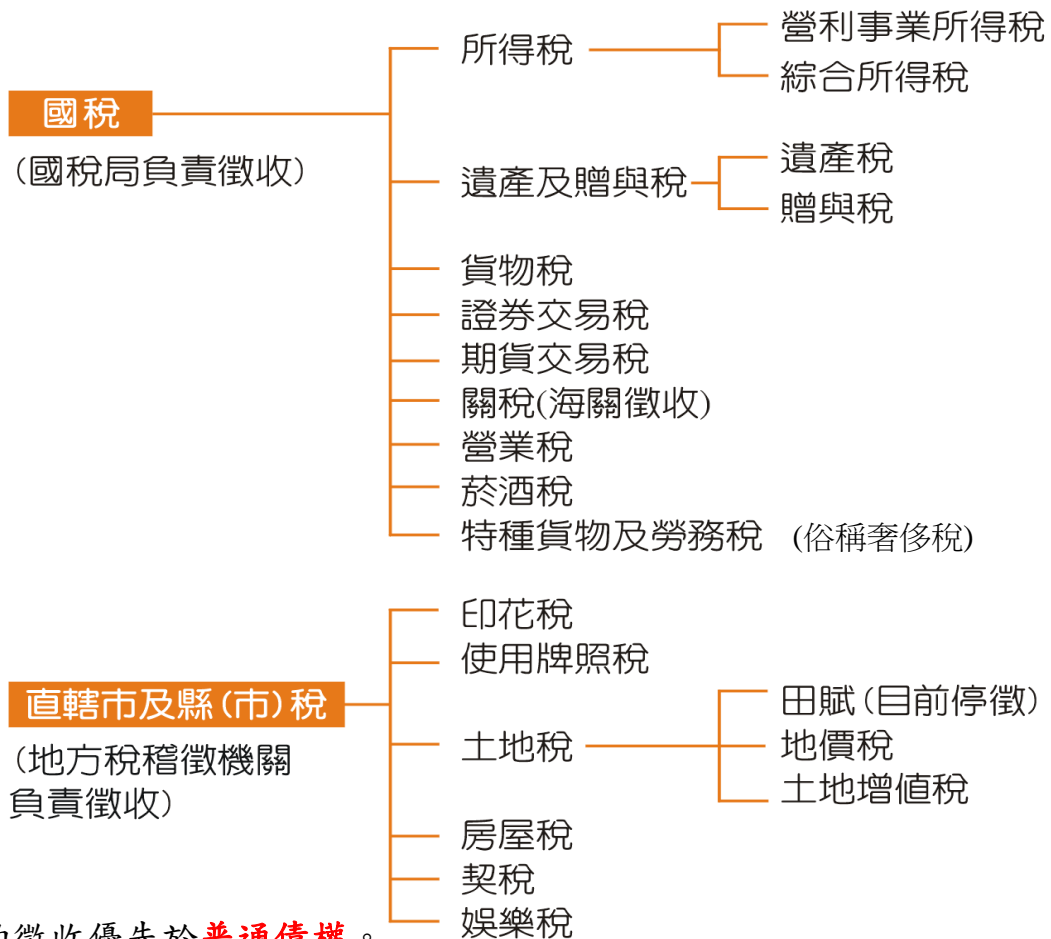 國稅
(國稅局負責徵收)
所得稅
營利事業所得稅
綜合所得稅
遺產及贈與稅
遺產稅
贈與稅
貨物稅
證券交易稅
期貨交易稅
關稅(海關徵收)
營業稅
菸酒稅
特種貨物及勞務稅 (俗稱奢侈稅)
直轄市及縣(市)稅
(地方稅稽徵機關
負責徵收)
印花稅
使用牌照稅
土地稅
田賦(目前停徵)
地價稅
土地增值稅
房屋稅
契稅
娛樂稅
的徵收優先於普通債權。